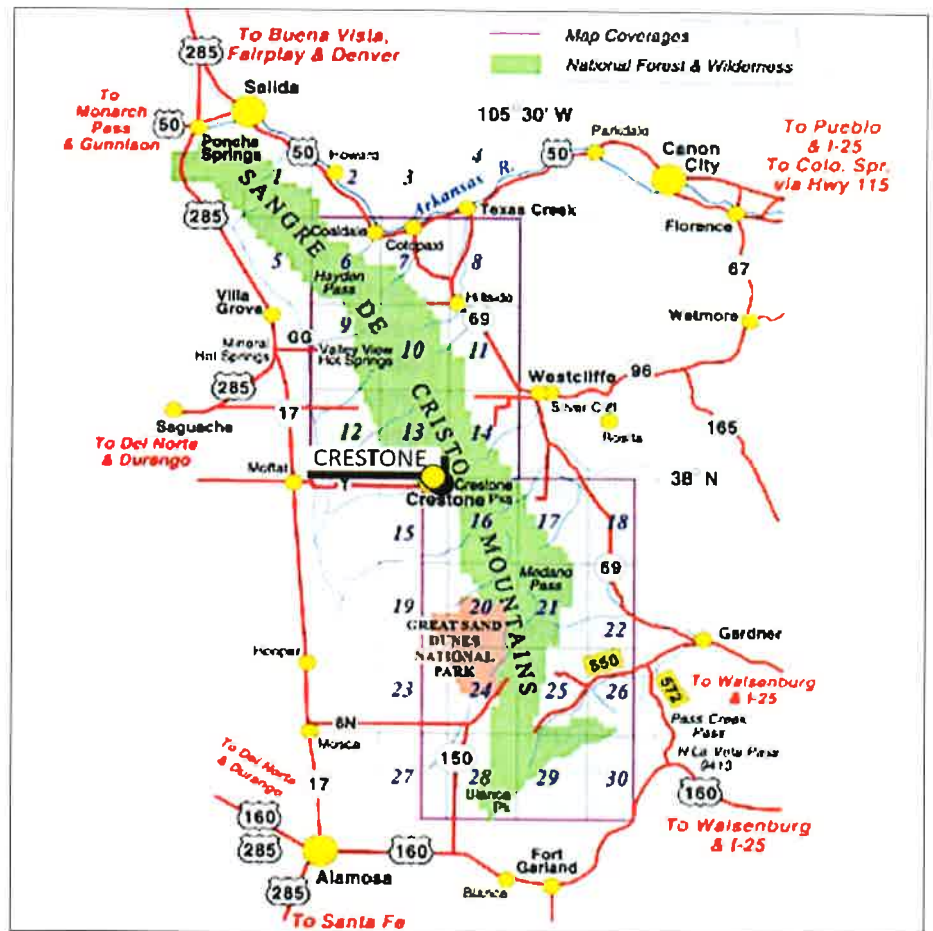 To Buena Vista,
Fairplay & Denver
285
Map Coverages
National Forest & Wilderness
To
Monarch
Pass
& Gunnison
50
Salida
Poncha
Springs
50
Howard
105° 30' W
Parkdale
50
Canon
City
To Pueblo
& I-25
To Colo. Spr.
via Hwy 115
1
2
3
4
Arkansas R.
Texas Creek
Florence
285
SANGRE DE CRISTO MOUNTAINS
Coaldale
Cotopaxi
5
6
7
8
Hayden
Pass
67
Villa
Grove
Hillside
69
Wetmore
9
10
11
GG
Mineral
Hot Springs
Valley View
Hot Springs
285
17
Saguache
Westcliffe
96
Silver Cliff
Rosita
165
To Del Norte
& Durango
12
13
14
CRESTONE
Moffat
T
Crestone
Crestone
38° N
15
16
17
18
69
Medano
Pass
19
20
21
22
GREAT SAND
DUNES
NATIONAL
PARK
Gardner
Hooper
550
572
To Walsenburg
& I-25
23
24
25
26
Pass Creek
Pass
N La Veta Pass
9413
6N
Mosca
150
160
To Walsenburg
& I-25
To Del Norte
& Durango
17
27
28
29
30
Blanca
Pk
160
285
Alamosa
160
Fort
Garland
Blanca
285
To Santa Fe